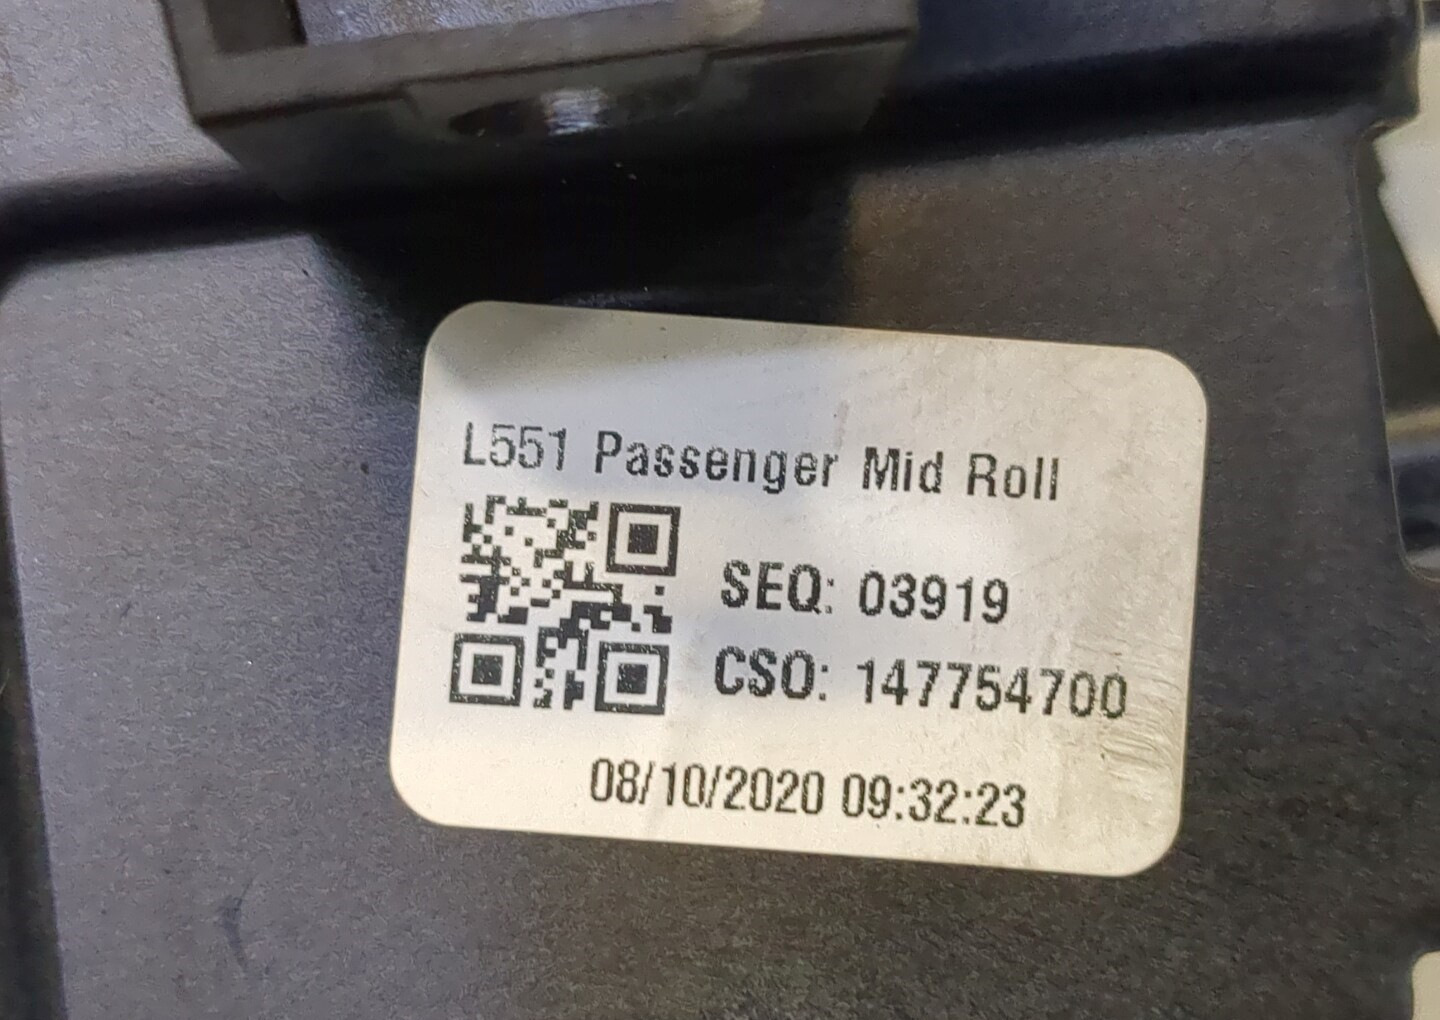 L551 Passenger Mid Roll
SEQ: 03919
CSO: 147754700
08/10/2020 09:32:23